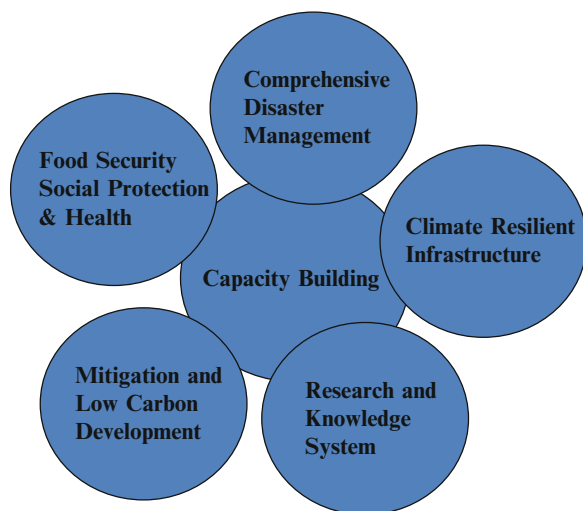 Comprehensive
Disaster
Management
Food Security
Social Protection
& Health
Climate Resilient
Infrastructure
Capacity Building
Mitigation and
Low Carbon
Development
Research and
Knowledge
System